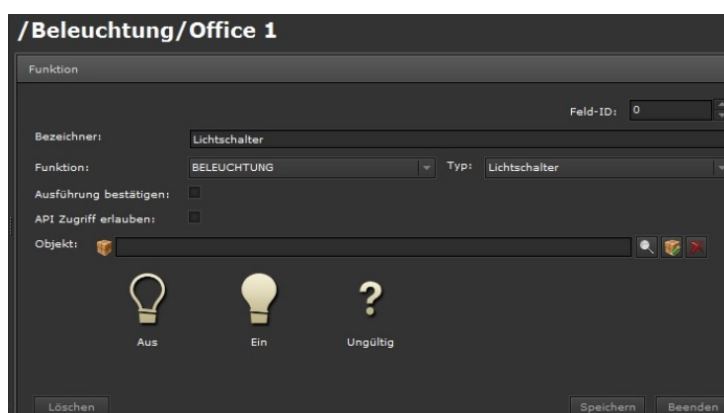 /Beleuchtung/Office 1
Funktion
Feld-ID: 0
Bezeichner: Lichtschalter
Funktion: BELEUCHTUNG Typ: Lichtschalter
Ausführung bestätigen:
API Zugriff erlauben:
Objekt:
?
Aus Ein Ungültig
Löschen Speichern Beenden